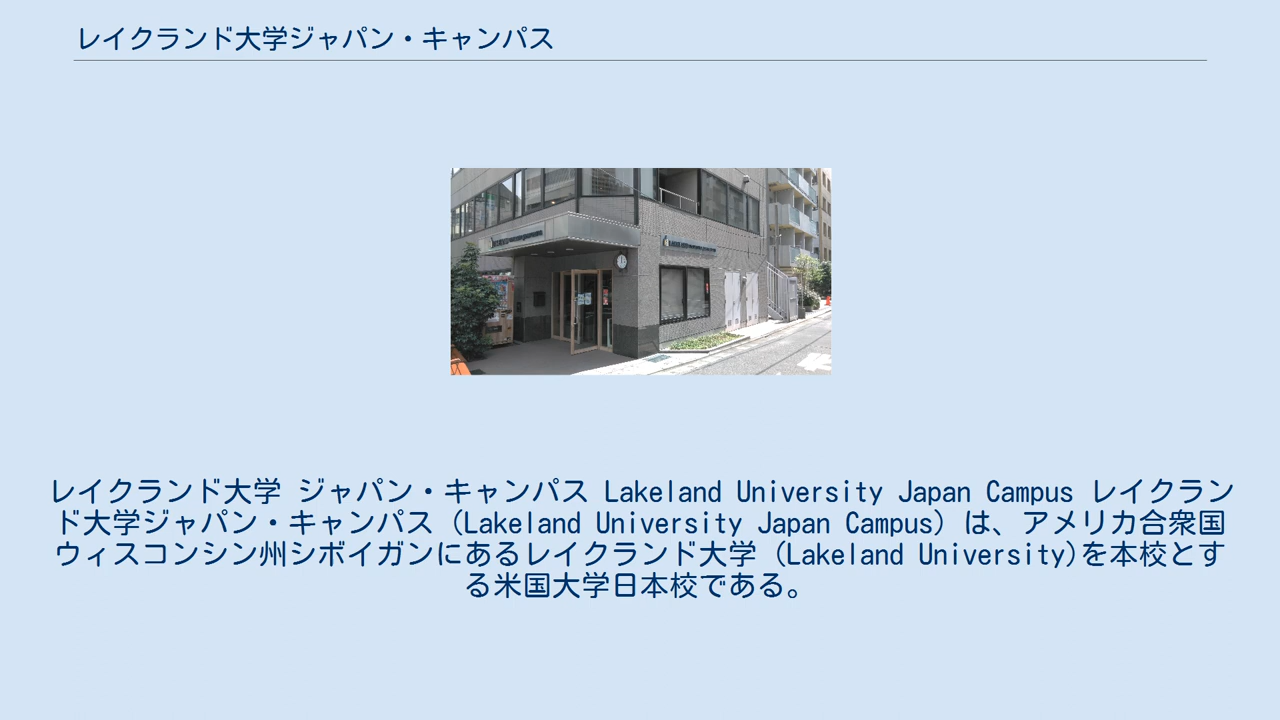 レイクランド大学ジャパン・キャンパス
レイクランド大学 ジャパン・キャンパス Lakeland University Japan Campus レイクラン
ド大学ジャパン・キャンパス（Lakeland University Japan Campus）は、アメリカ合衆国
ウィスコンシン州シボイガンにあるレイクランド大学（Lakeland University)を本校とす
る米国大学日本校である。